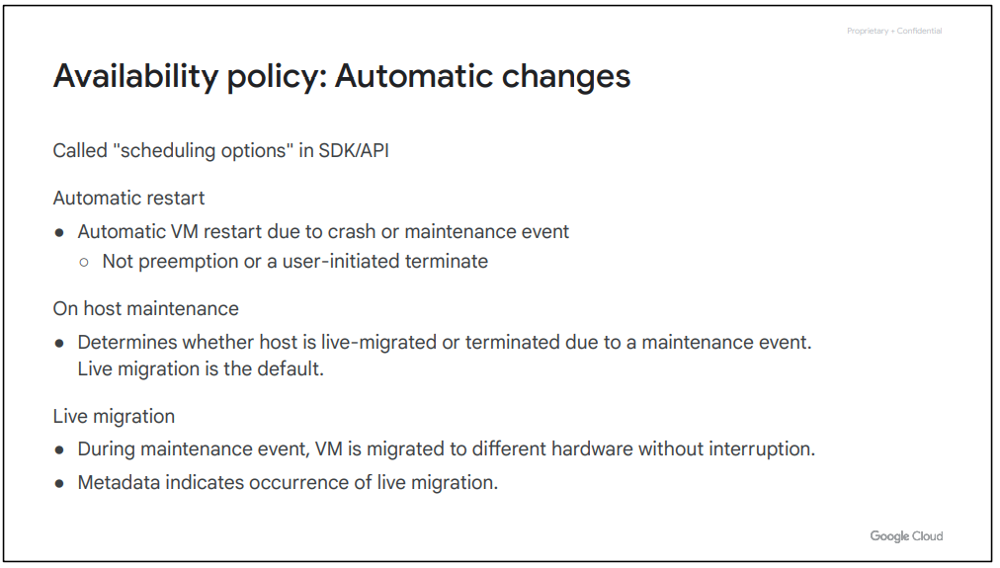 Proprietary + Confidential
Availability policy: Automatic changes
Called "scheduling options" in SDK/API
Automatic restart
● Automatic VM restart due to crash or maintenance event
○ Not preemption or a user-initiated terminate
On host maintenance
● Determines whether host is live-migrated or terminated due to a maintenance event.
Live migration is the default.
Live migration
● During maintenance event, VM is migrated to different hardware without interruption.
● Metadata indicates occurrence of live migration.
Google Cloud